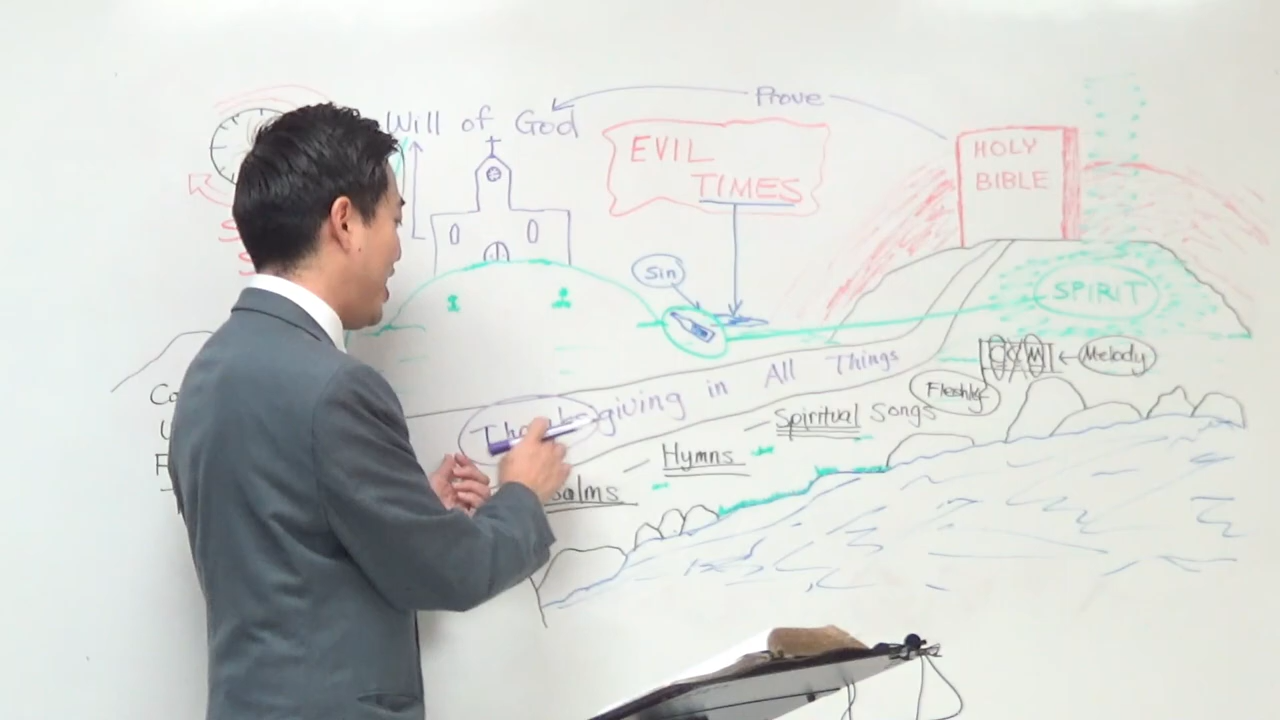 Prove
Will of God
EVIL
TIMES
HOLY
BIBLE
Sin
SPIRIT
Melody
Fleshly
Thanksgiving in All Things
Spiritual Songs
Hymns